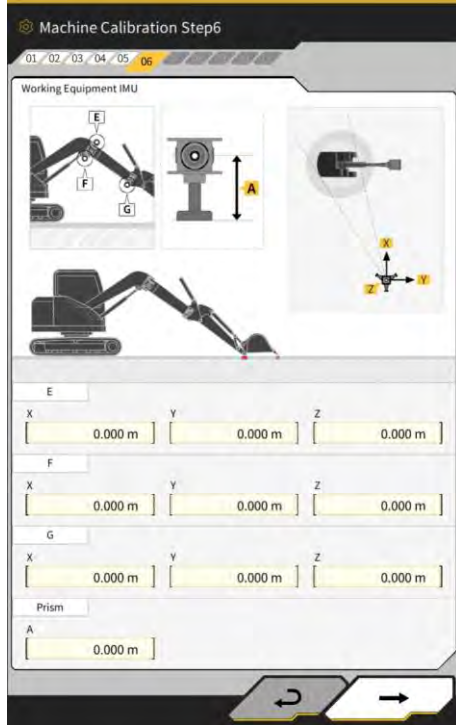 Machine Calibration Step6
01 02 03 04 05 06
Working Equipment IMU
E
F
G
A
X
Z Y
E
X Y Z
[ 0.000 m ] [ 0.000 m ] [ 0.000 m ]
F
X Y Z
[ 0.000 m ] [ 0.000 m ] [ 0.000 m ]
G
X Y Z
[ 0.000 m ] [ 0.000 m ] [ 0.000 m ]
Prism
A
[ 0.000 m ]